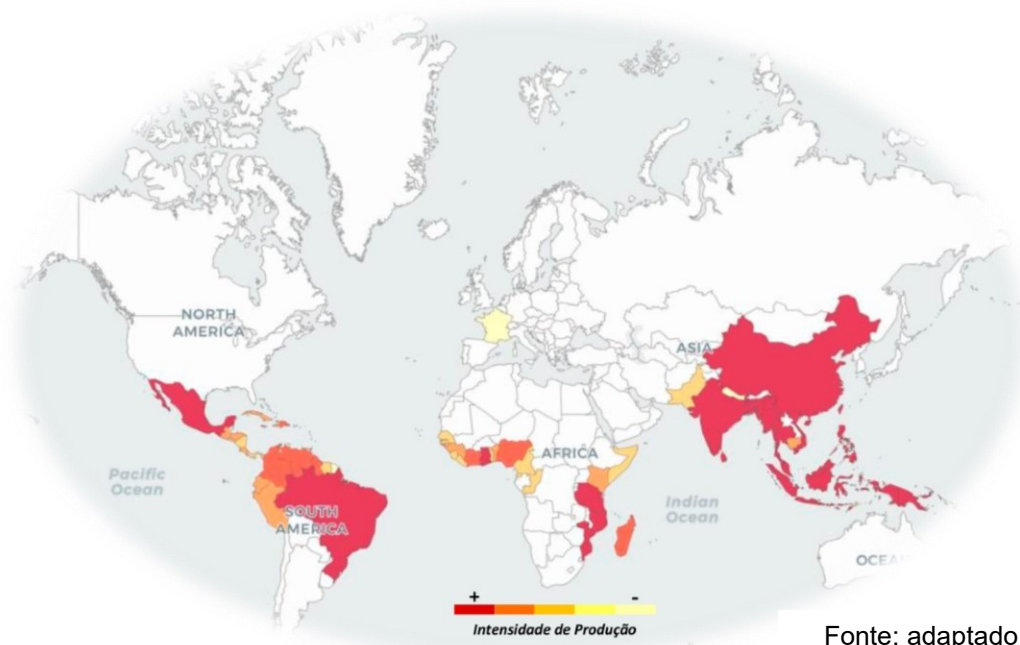 NORTH
AMERICA
ASIA
AFRICA
Pacific
Ocean
Indian
Ocean
SOUTH
AMERICA
OCEA
+ -
Intensidade de Produção
Fonte: adaptado